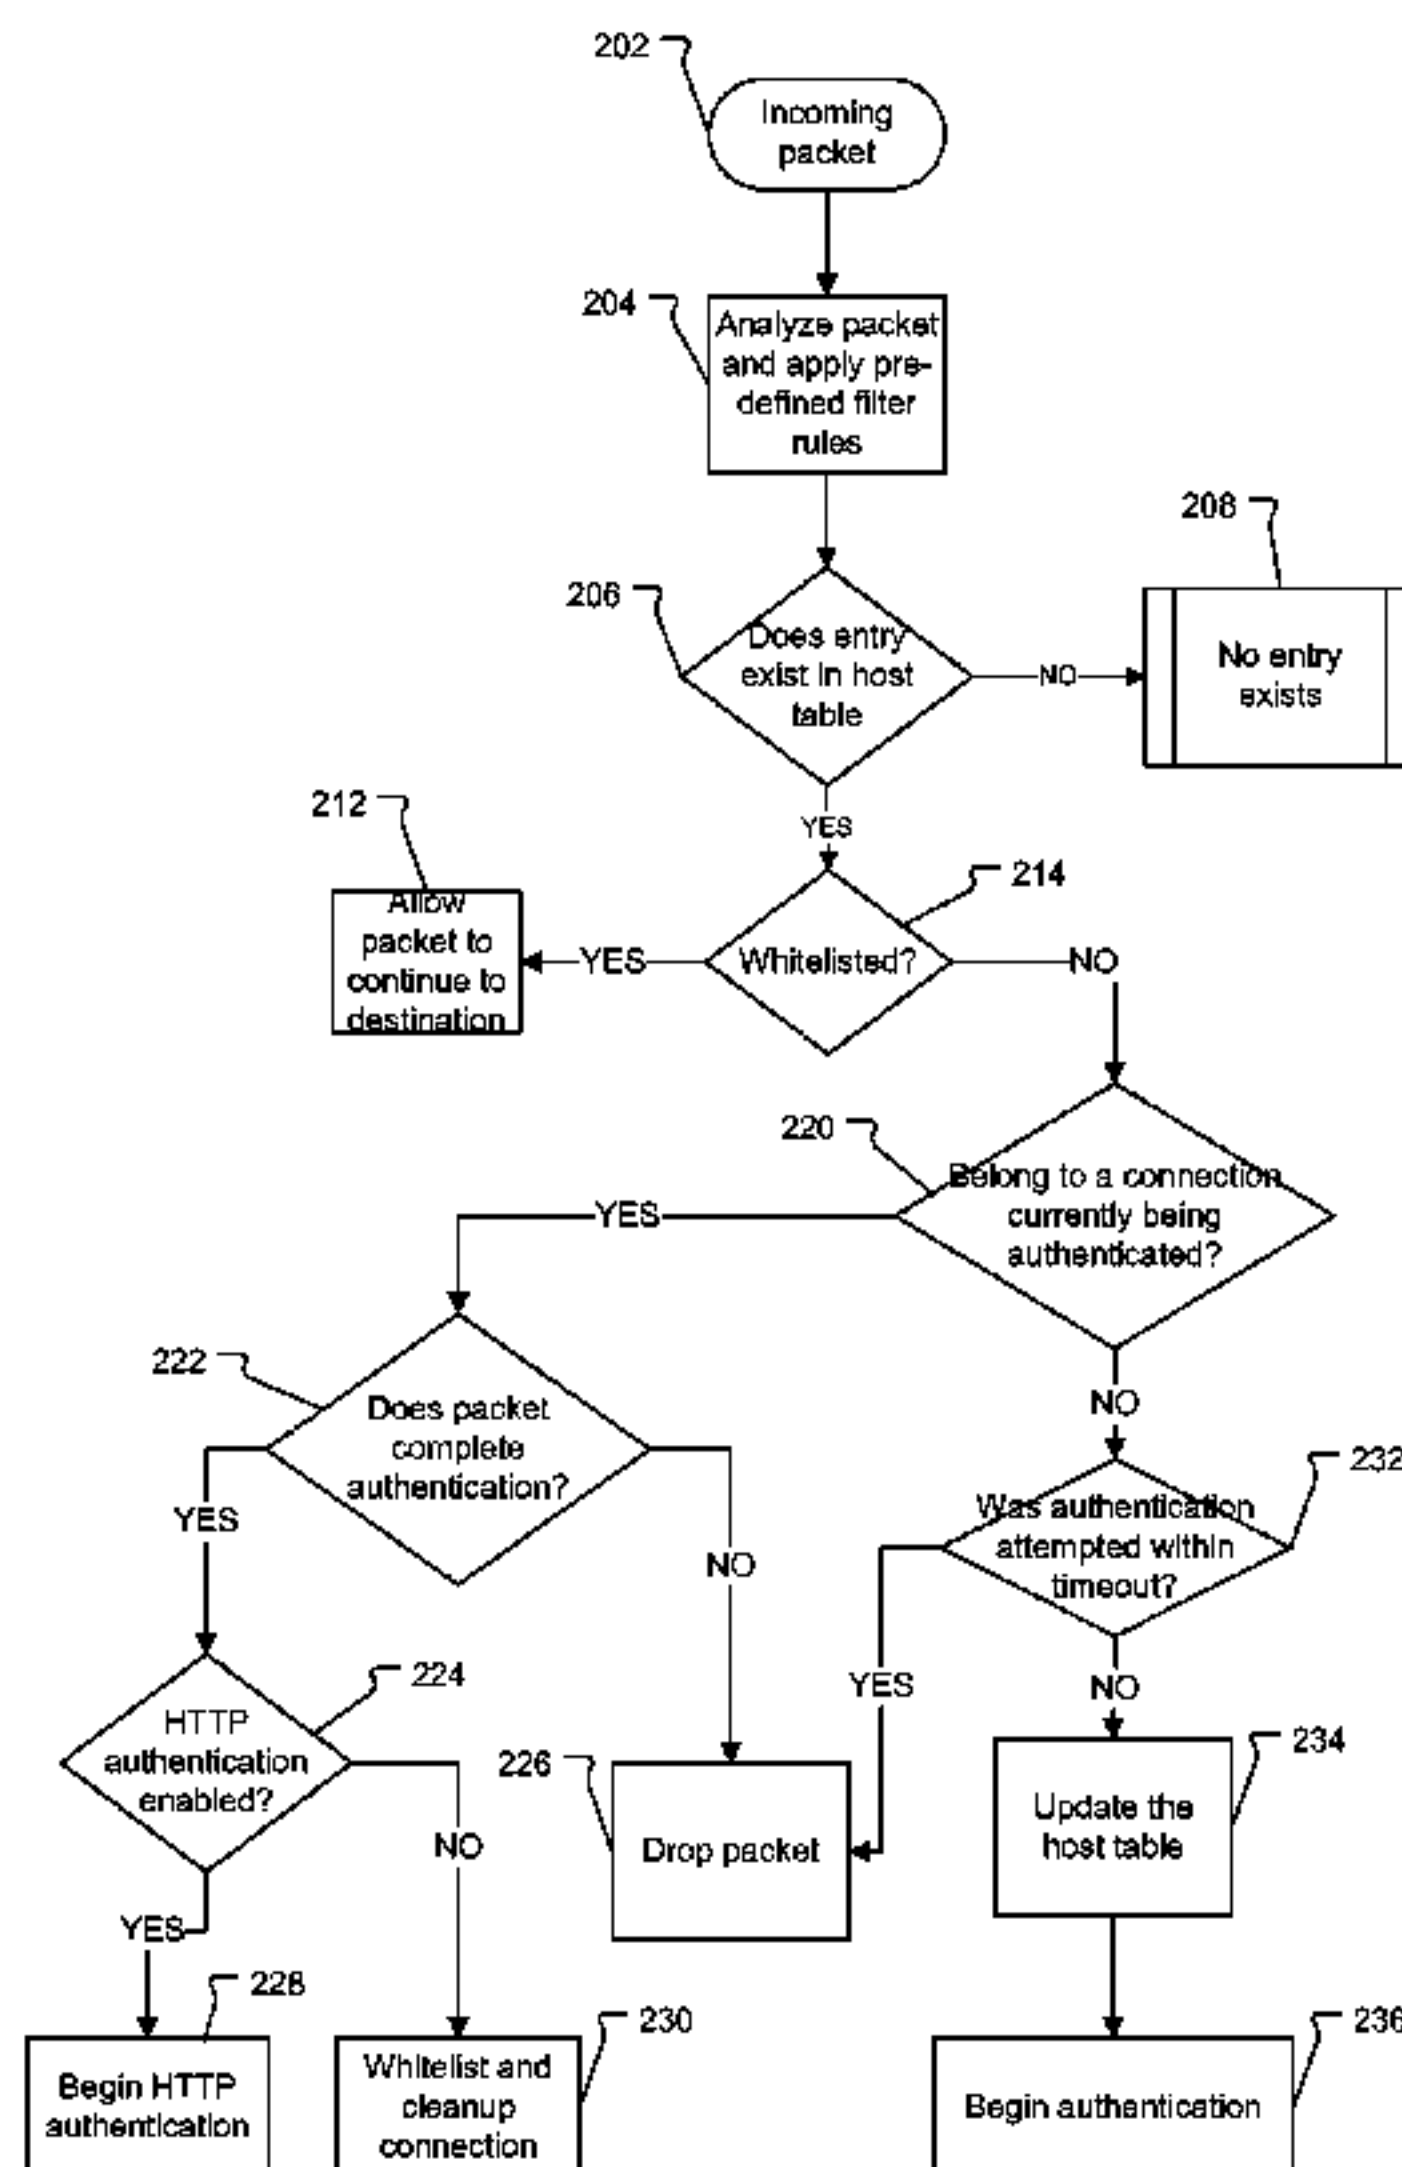 202
Incoming
packet
204
Analyze packet
and apply pre-
defined filter
rules
208
206
Does entry
exist in host
table
NO
No entry
exists
YES
212
214
Allow
packet to
continue to
destination
YES
Whitelisted?
NO
220
Belong to a connection
currently being
authenticated?
YES
222
Does packet
complete
authentication?
NO
232
Was authentication
attempted within
timeout?
YES
NO
224
YES
NO
HTTP
authentication
enabled?
226
Drop packet
234
Update the
host table
NO
YES
228
230
236
Begin HTTP
authentication
Whitelist and
cleanup
connection
Begin authentication